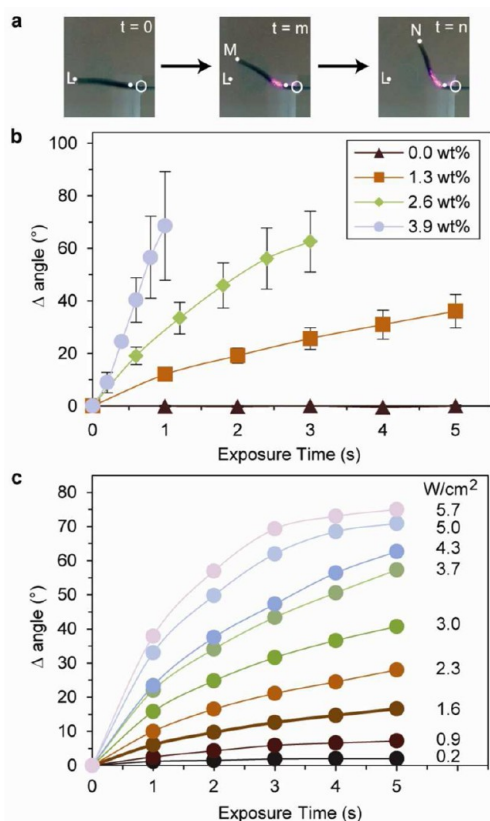 a
t = 0
t = m
t = n
L
O
M
L
O
N
L
O
b
100
80
60
40
20
0
Δ angle (°)
0.0 wt%
1.3 wt%
2.6 wt%
3.9 wt%
0 1 2 3 4 5
Exposure Time (s)
c
W/cm²
80
70
60
50
40
30
20
10
0
Δ angle (°)
5.7
5.0
4.3
3.7
3.0
2.3
1.6
0.9
0.2
0 1 2 3 4 5
Exposure Time (s)